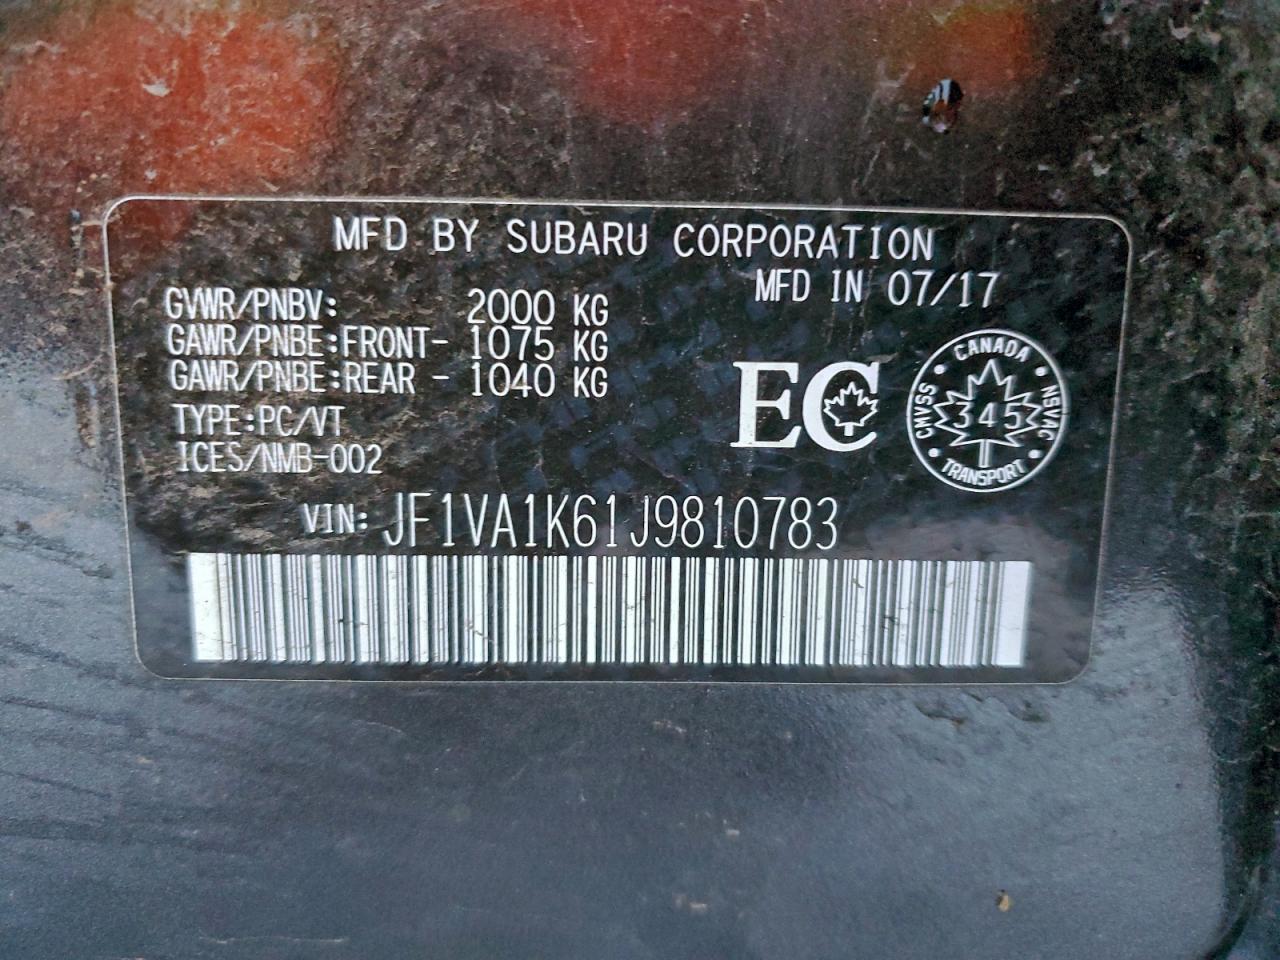 MFD BY SUBARU CORPORATION
MFD IN 07/17
GVWR/PNBV: 2000 KG
GAWR/PNBE:FRONT- 1075 KG
GAWR/PNBE:REAR - 1040 KG
TYPE:PC/VT
ICES/NMB-002
EC
CANADA
CMVSS 345 NSVAC
TRANSPORT
VIN: JF1VA1K61J9810783